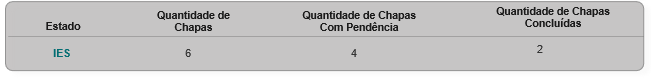 Estado Quantidade de Chapas Quantidade de Chapas Com Pendência Quantidade de Chapas Concluídas
IES 6 4 2